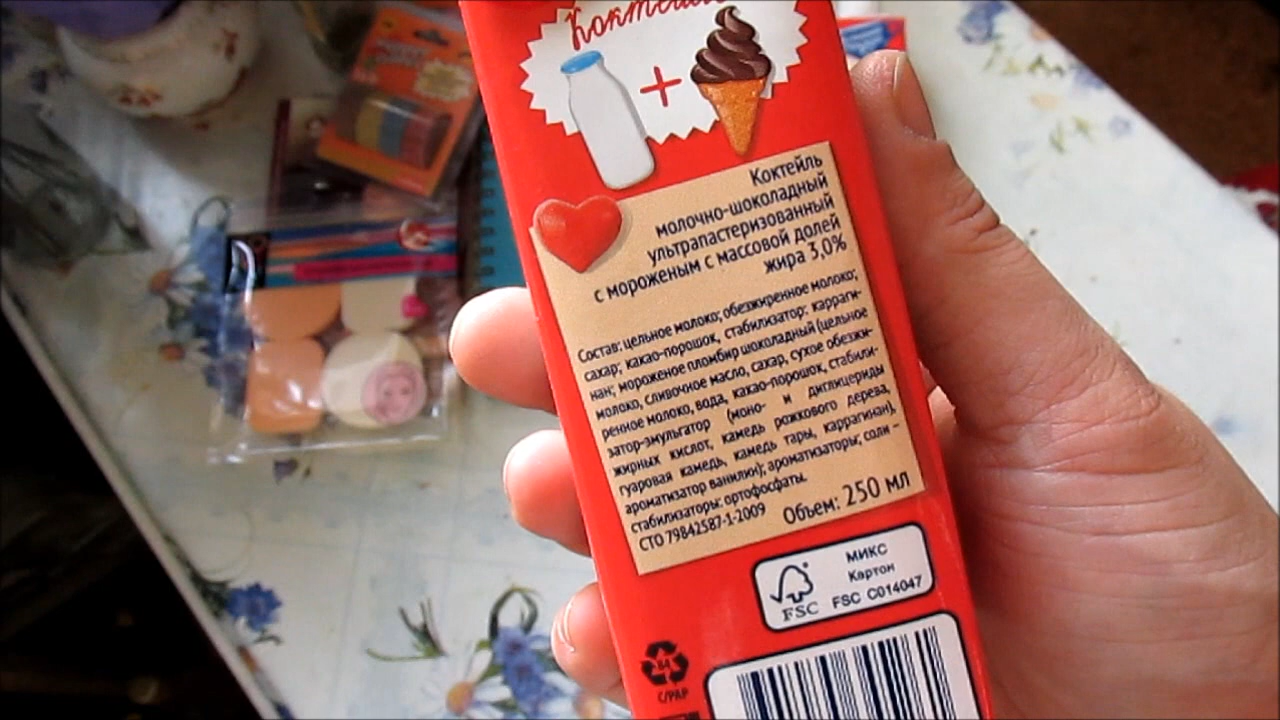 Коктейль
молочно-шоколадный
ультрапастеризованный
с мороженым с массовой долей
жира 3,0%
Состав: цельное молоко; обезжиренное молоко;
сахар; какао-порошок, стабилизатор: карраги-
нан; мороженое пломбир шоколадный (цельное
молоко, сливочное масло, сахар, сухое обезжи-
ренное молоко, вода, какао-порошок, стабили-
затор-эмульгатор (моно- и диглицериды
жирных кислот, камедь рожкового дерева,
гуаровая камедь, камедь тары, каррагинан),
ароматизатор ванилин); ароматизаторы; соли –
стабилизаторы: ортофосфаты.
СТО 79842587-1-2009
Объем: 250 мл
МИКС
Картон
FSC
FSC C014047
84
C/PAP